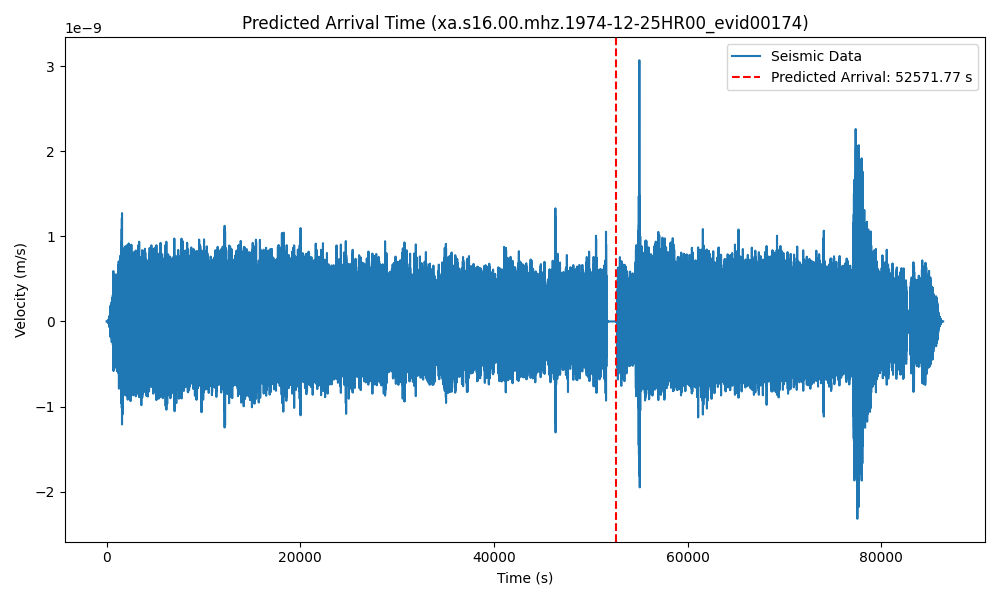 Predicted Arrival Time (xa.s16.00.mhz.1974-12-25HR00_evid00174)
1e−9
Seismic Data
Predicted Arrival: 52571.77 s
3
2
1
0
−1
−2
Velocity (m/s)
0 20000 40000 60000 80000
Time (s)